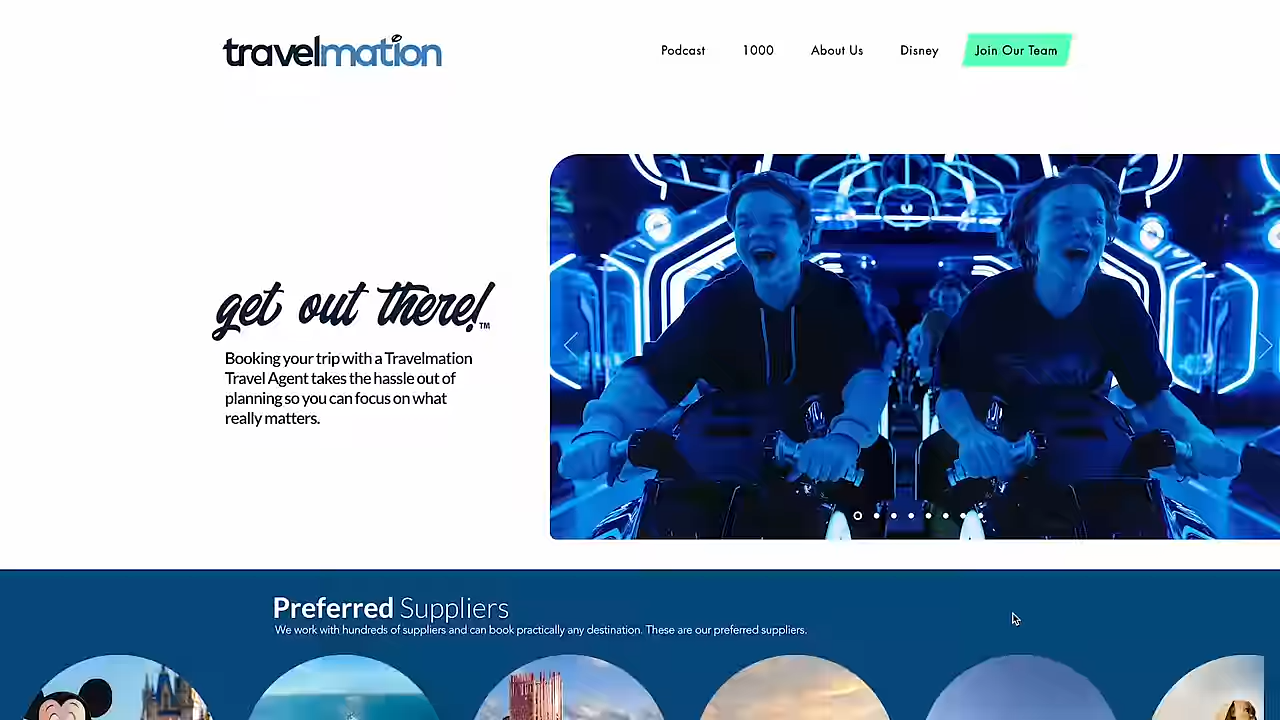 travelmation
Podcast
1000
About Us
Disney
Join Our Team
get out there!™
Booking your trip with a Travelmation
Travel Agent takes the hassle out of
planning so you can focus on what
really matters.
Preferred Suppliers
We work with hundreds of suppliers and can book practically any destination. These are our preferred suppliers.